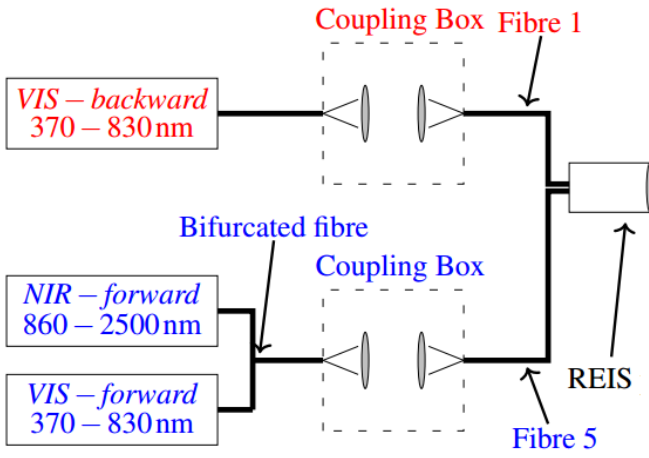 Coupling Box
Fibre 1
VIS – backward
370 – 830 nm
Bifurcated fibre
Coupling Box
NIR – forward
860 – 2500 nm
REIS
VIS – forward
370 – 830 nm
Fibre 5